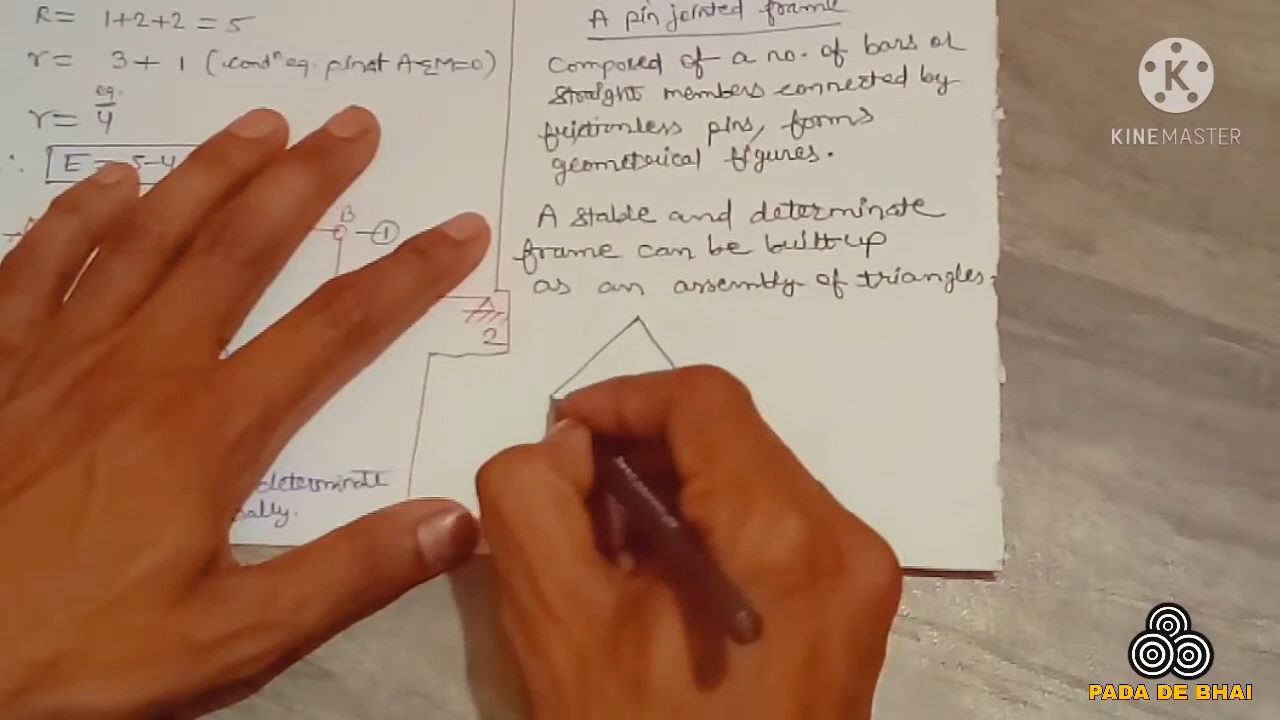 R = 1+2+2 = 5
r = 3 + 1 (condn eq. pinat A ΣM=0)
eq.
r = 4
∴ E = 5-4
B
1
2
determinate
nally.
A pin jointed frame
Composed of a no. of bars or
straight members connected by
frictionless pins, forms
geometrical figures.
A stable and determinate
frame can be built-up
as an assembly of triangles.
K
KINEMASTER
PADA DE BHAI